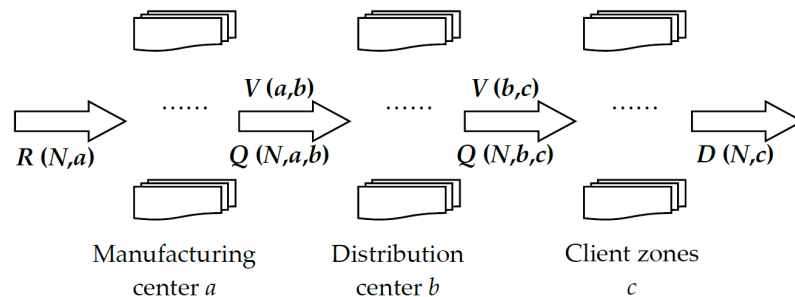 V (a,b)
V (b,c)
...... ...... ......
R (N,a)
Q (N,a,b)
Q (N,b,c)
D (N,c)
Manufacturing
center a
Distribution
center b
Client zones
c